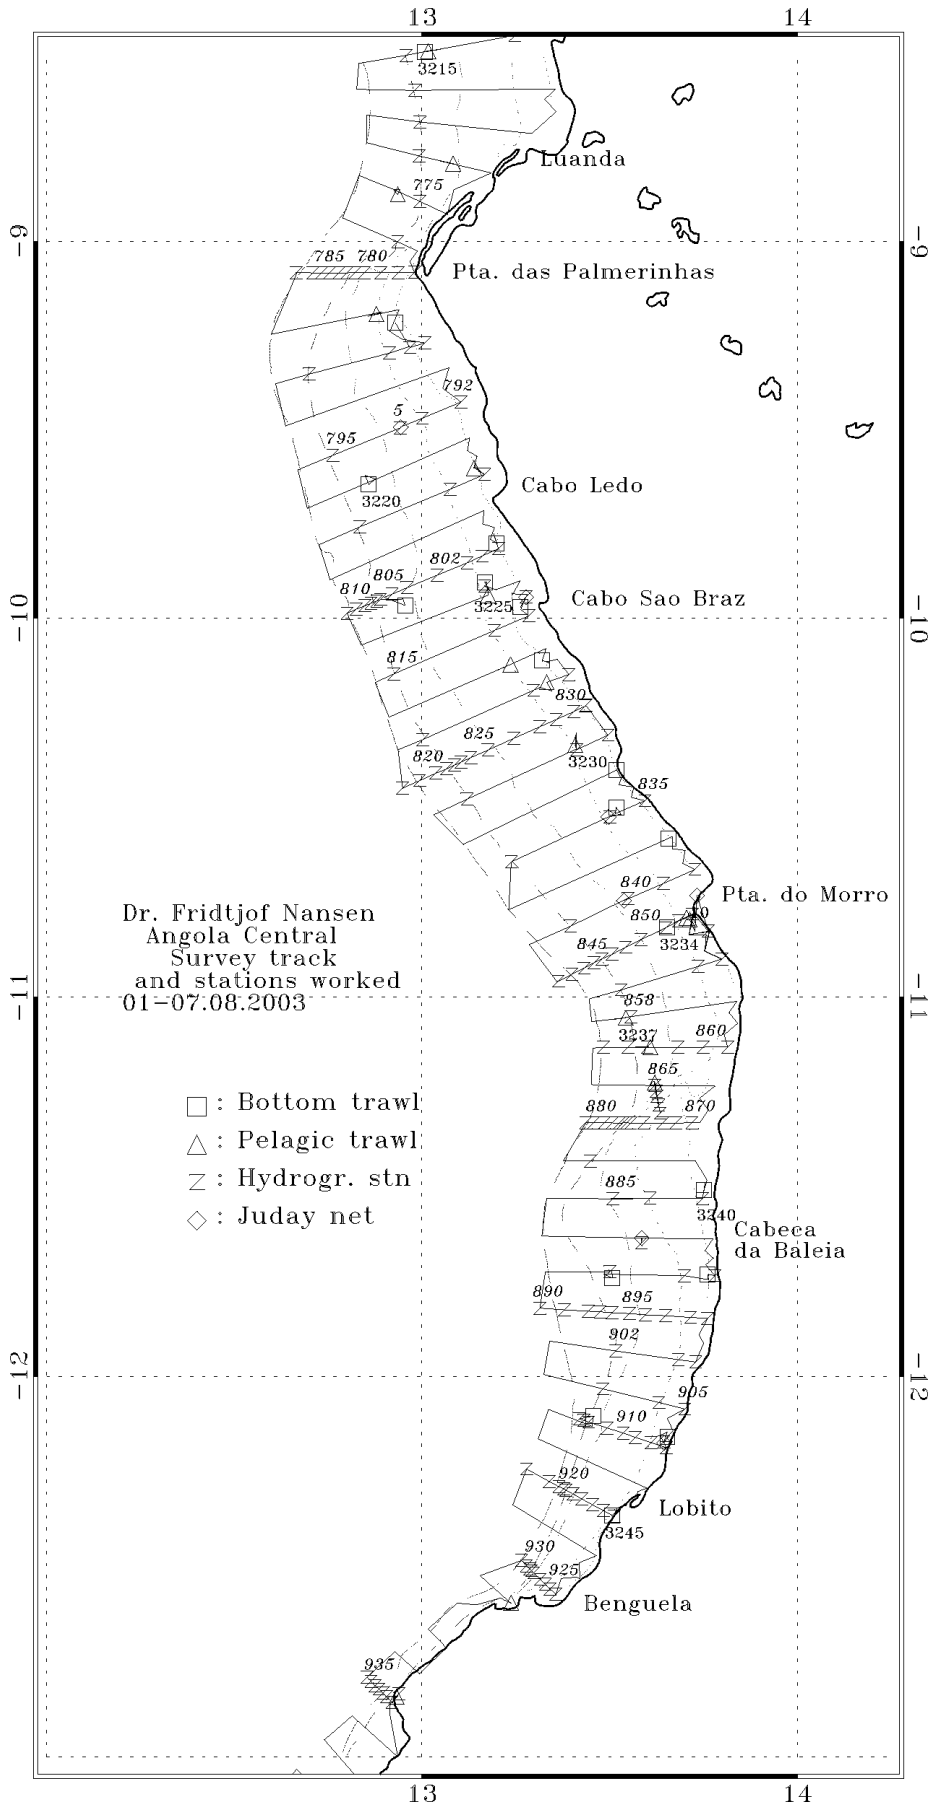 13 14
3215
Luanda
775
-9 -9
785 780
Pta. das Palmerinhas
792
5
795
Cabo Ledo
3220
802
805
810
Cabo Sao Braz
3225
-10 -10
815
830
825
820
3230
835
840
Pta. do Morro
Dr. Fridtjof Nansen
Angola Central
Survey track
and stations worked
01-07.08.2003
850
845
3234
-11 -11
858
3237
860
865
880 870
: Bottom trawl
: Pelagic trawl
: Hydrogr. stn
: Juday net
885
3240
Cabeca
da Baleia
890 895
902
-12 -12
905
910
920
Lobito
3245
930
925
Benguela
935
13 14